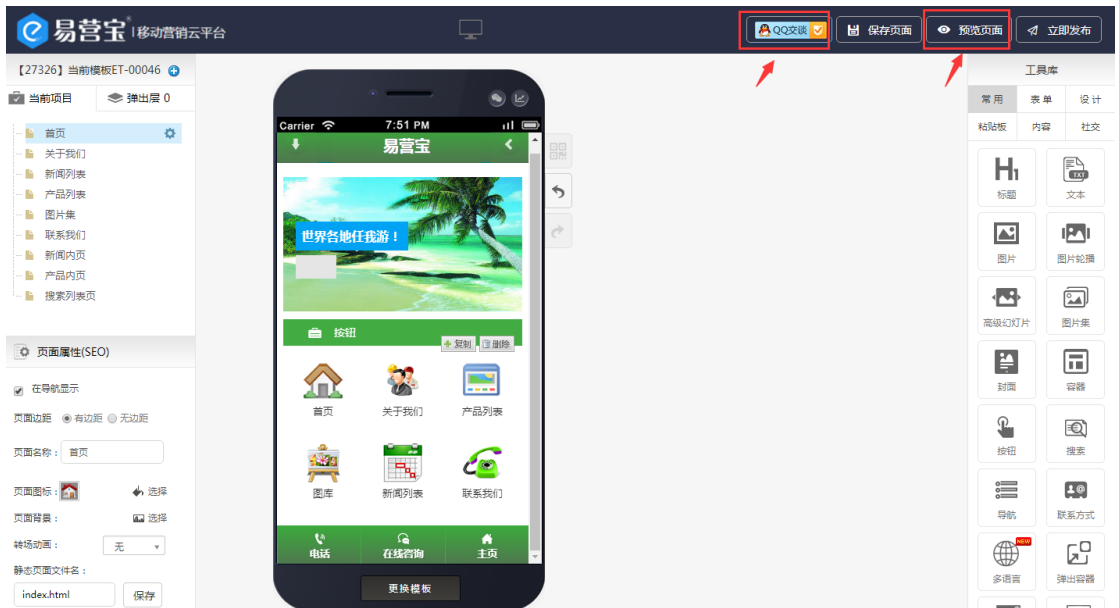 易营宝® 移动营销云平台
QQ交谈
保存页面
预览页面
立即发布
【27326】当前模板ET-00046
当前项目
弹出层 0
首页
关于我们
新闻列表
产品列表
图片集
联系我们
新闻内页
产品内页
搜素列表页
页面属性(SEO)
在导航显示
页面边距 有边距 无边距
页面名称： 首页
页面图标： 选择
页面背景： 选择
转场动画： 无
静态页面文件名：
index.html 保存
Carrier 7:51 PM
易营宝
世界各地任我游！
按钮
复制 删除
首页 关于我们 产品列表
图库 新闻列表 联系我们
电话 在线咨询 主页
更换模板
工具库
常用 表单 设计
粘贴板 内容 社交
H1 TXT
标题 文本
图片 图片轮播
高级幻灯片 图片集
封面 容器
按钮 搜素
导航 联系方式
NEW
多语言 弹出容器